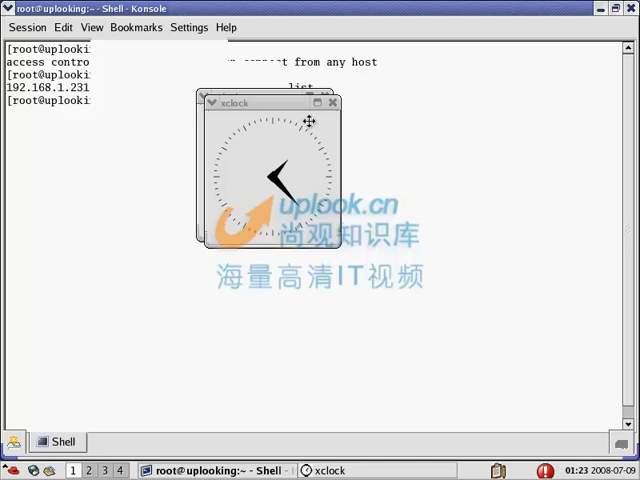 root@uplooking:~ - Shell - Konsole
Session Edit View Bookmarks Settings Help
[root@uplooki
access contro connect from any host
[root@uplooki
192.168.1.231 list
[root@uplooki
xclock
uplook.cn
尚观知识库
海量高清IT视频
Shell
1 2 3 4 root@uplooking:~ - Shell - xclock 01:23 2008-07-09